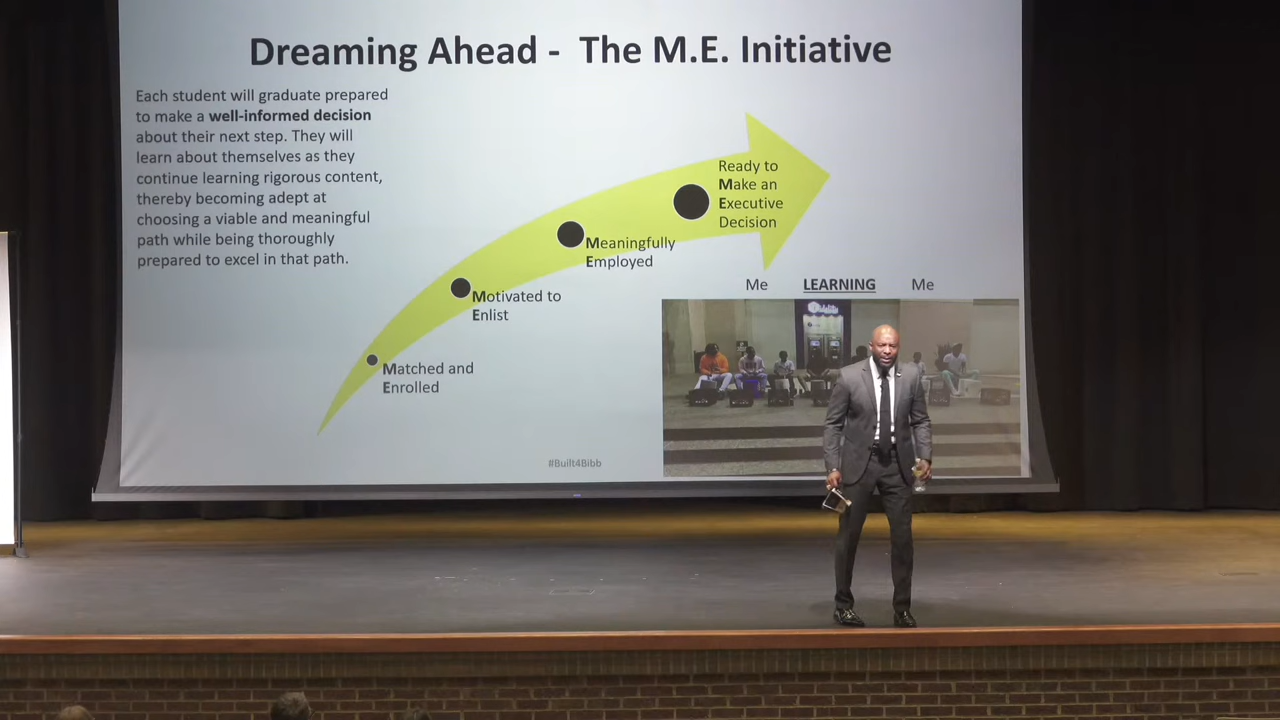 Dreaming Ahead - The M.E. Initiative
Each student will graduate prepared
to make a well-informed decision
about their next step. They will
learn about themselves as they
continue learning rigorous content,
thereby becoming adept at
choosing a viable and meaningful
path while being thoroughly
prepared to excel in that path.
Ready to
Make an
Executive
Decision
Meaningfully
Employed
Motivated to
Enlist
Matched and
Enrolled
Me LEARNING Me
#Built4Bibb